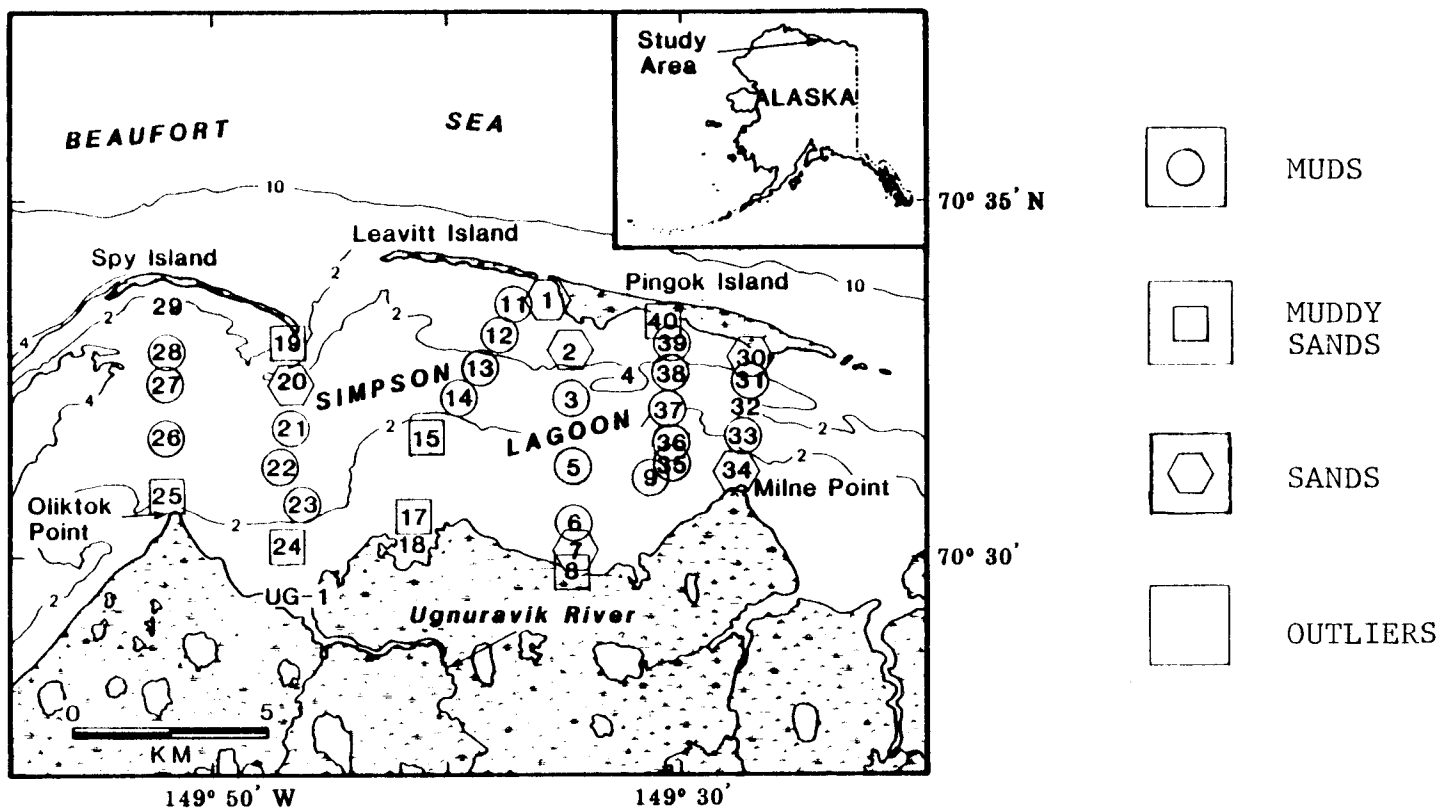 Study
Area
ALASKA
BEAUFORT SEA
10
70° 35' N
Leavitt Island
Spy Island
2
Pingok Island
10
29
11
1
2
2
40
4
19
12
39
28
2
30
13
38
27
20
SIMPSON
4
31
4
14
3
37
32
21
2
15
LAGOON
36
33
2
26
22
5
35
2
9
34
Milne Point
25
23
Oliktok
Point
2
17
6
24
18
7
70° 30'
8
2
UG-1
Ugnuravik River
0 5
KM
149° 50' W
149° 30'
MUDS
MUDDY
SANDS
SANDS
OUTLIERS